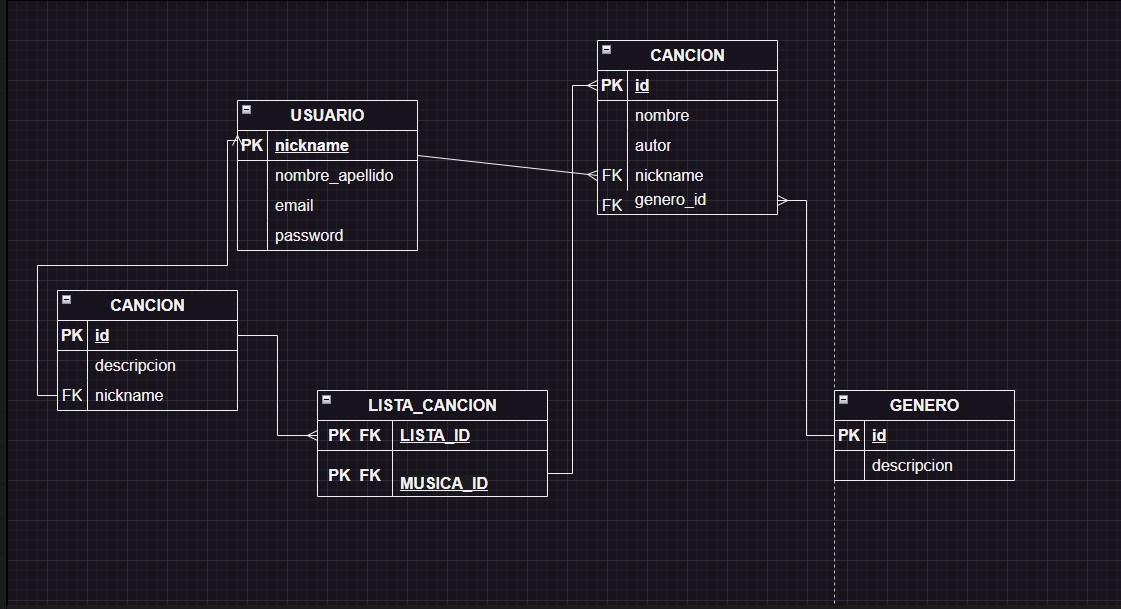 CANCION
PK id
nombre
autor
FK nickname
FK genero_id
USUARIO
PK nickname
nombre_apellido
email
password
CANCION
PK id
descripcion
FK nickname
LISTA_CANCION
PK FK LISTA_ID
PK FK MUSICA_ID
GENERO
PK id
descripcion